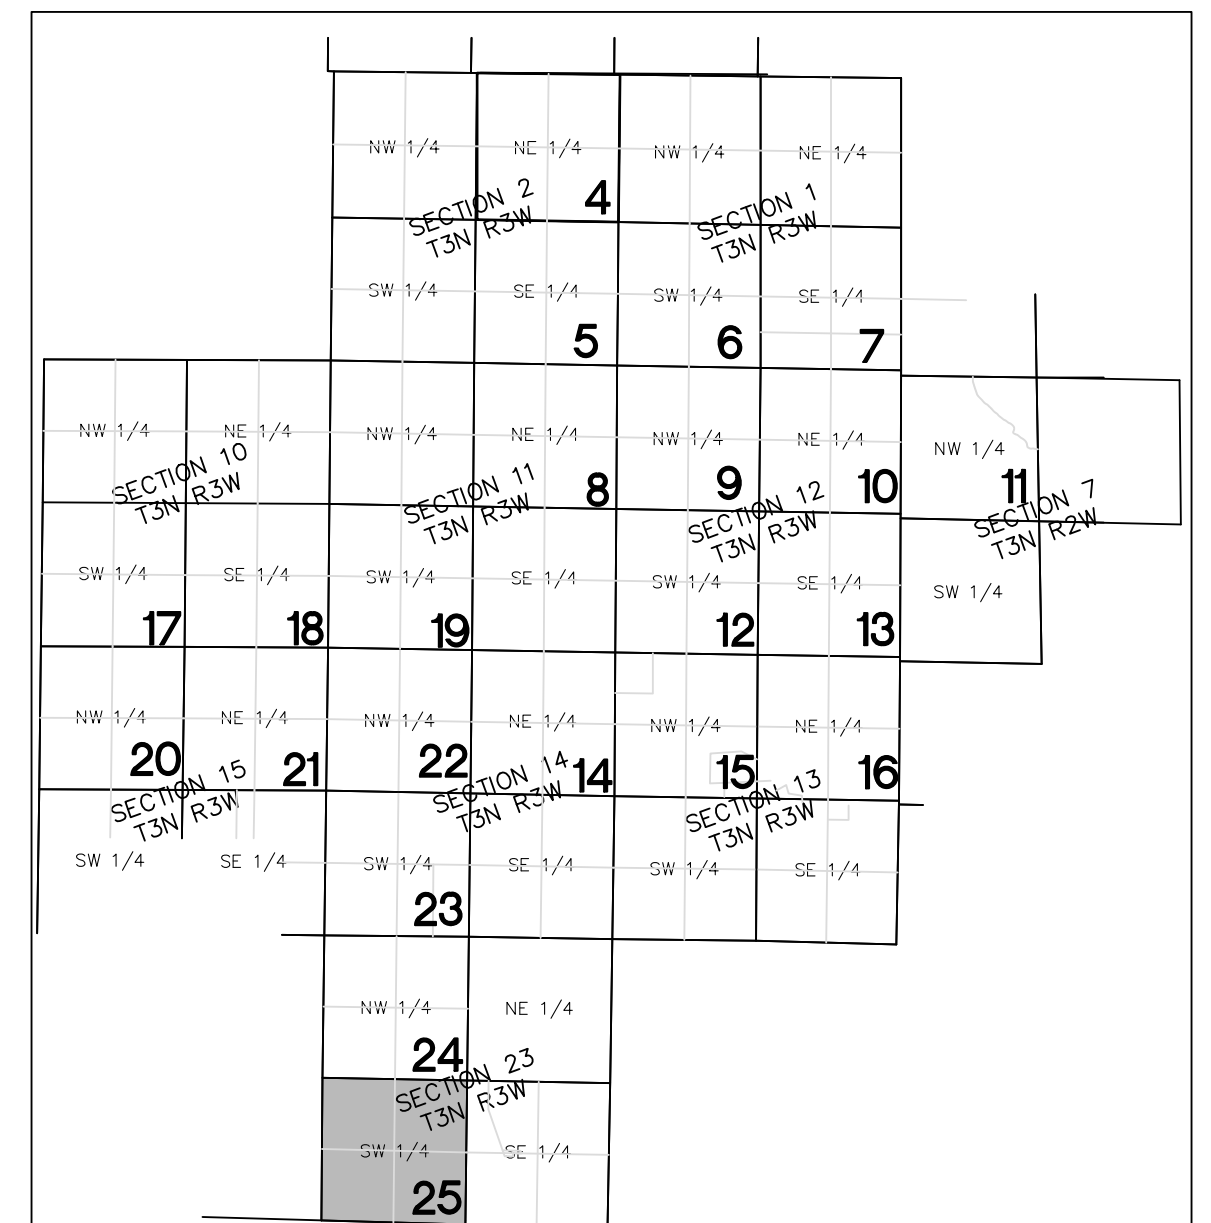 NW 1/4 NE 1/4 NW 1/4 NE 1/4
4
SECTION 2
T3N R3W
SECTION 1
T3N R3W
SW 1/4 SE 1/4 SW 1/4 SE 1/4
5 6 7
NW 1/4 NE 1/4 NW 1/4 NE 1/4 NW 1/4 NE 1/4 NW 1/4
8 9 10 11
SECTION 10
T3N R3W
SECTION 11
T3N R3W
SECTION 12
T3N R3W
SECTION 7
T3N R2W
SW 1/4 SE 1/4 SW 1/4 SE 1/4 SW 1/4 SE 1/4 SW 1/4
17 18 19 12 13
NW 1/4 NE 1/4 NW 1/4 NE 1/4 NW 1/4 NE 1/4
20 21 22 14 15 16
SECTION 15
T3N R3W
SECTION 14
T3N R3W
SECTION 13
T3N R3W
SW 1/4 SE 1/4 SW 1/4 SE 1/4 SW 1/4 SE 1/4
23
NW 1/4 NE 1/4
24
SECTION 23
T3N R3W
SW 1/4 SE 1/4
25